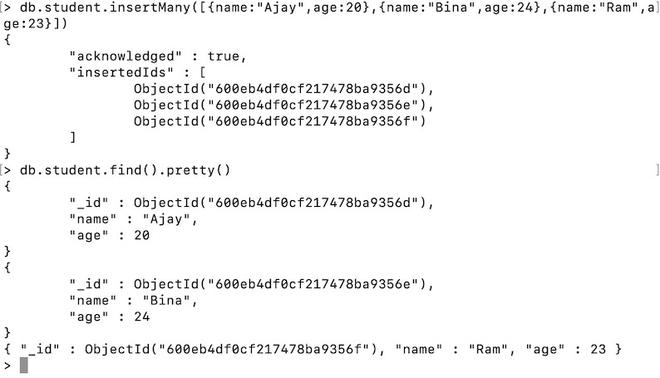 [> db.student.insertMany([{name:"Ajay",age:20},{name:"Bina",age:24},{name:"Ram",a]
ge:23}])
{
        "acknowledged" : true,
        "insertedIds" : [
                ObjectId("600eb4df0cf217478ba9356d"),
                ObjectId("600eb4df0cf217478ba9356e"),
                ObjectId("600eb4df0cf217478ba9356f")
        ]
}
[> db.student.find().pretty() ]
{
        "_id" : ObjectId("600eb4df0cf217478ba9356d"),
        "name" : "Ajay",
        "age" : 20
}
{
        "_id" : ObjectId("600eb4df0cf217478ba9356e"),
        "name" : "Bina",
        "age" : 24
}
{ "_id" : ObjectId("600eb4df0cf217478ba9356f"), "name" : "Ram", "age" : 23 }
>